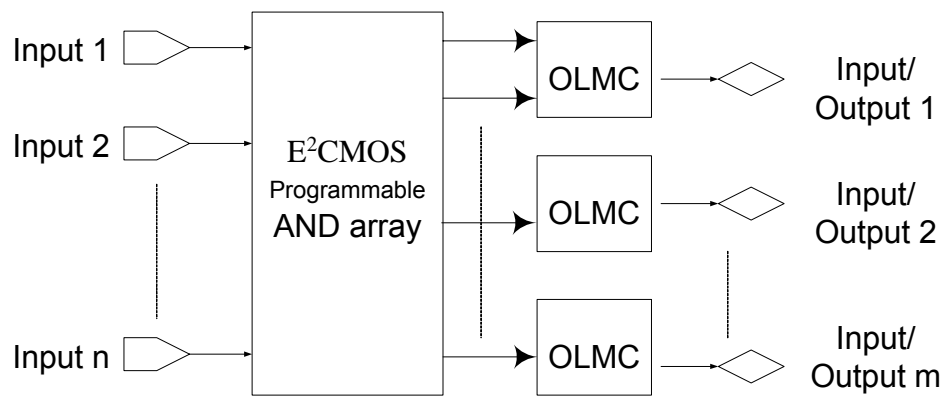 Input 1
Input 2
Input n
E²CMOS
Programmable
AND array
OLMC
OLMC
OLMC
Input/
Output 1
Input/
Output 2
Input/
Output m